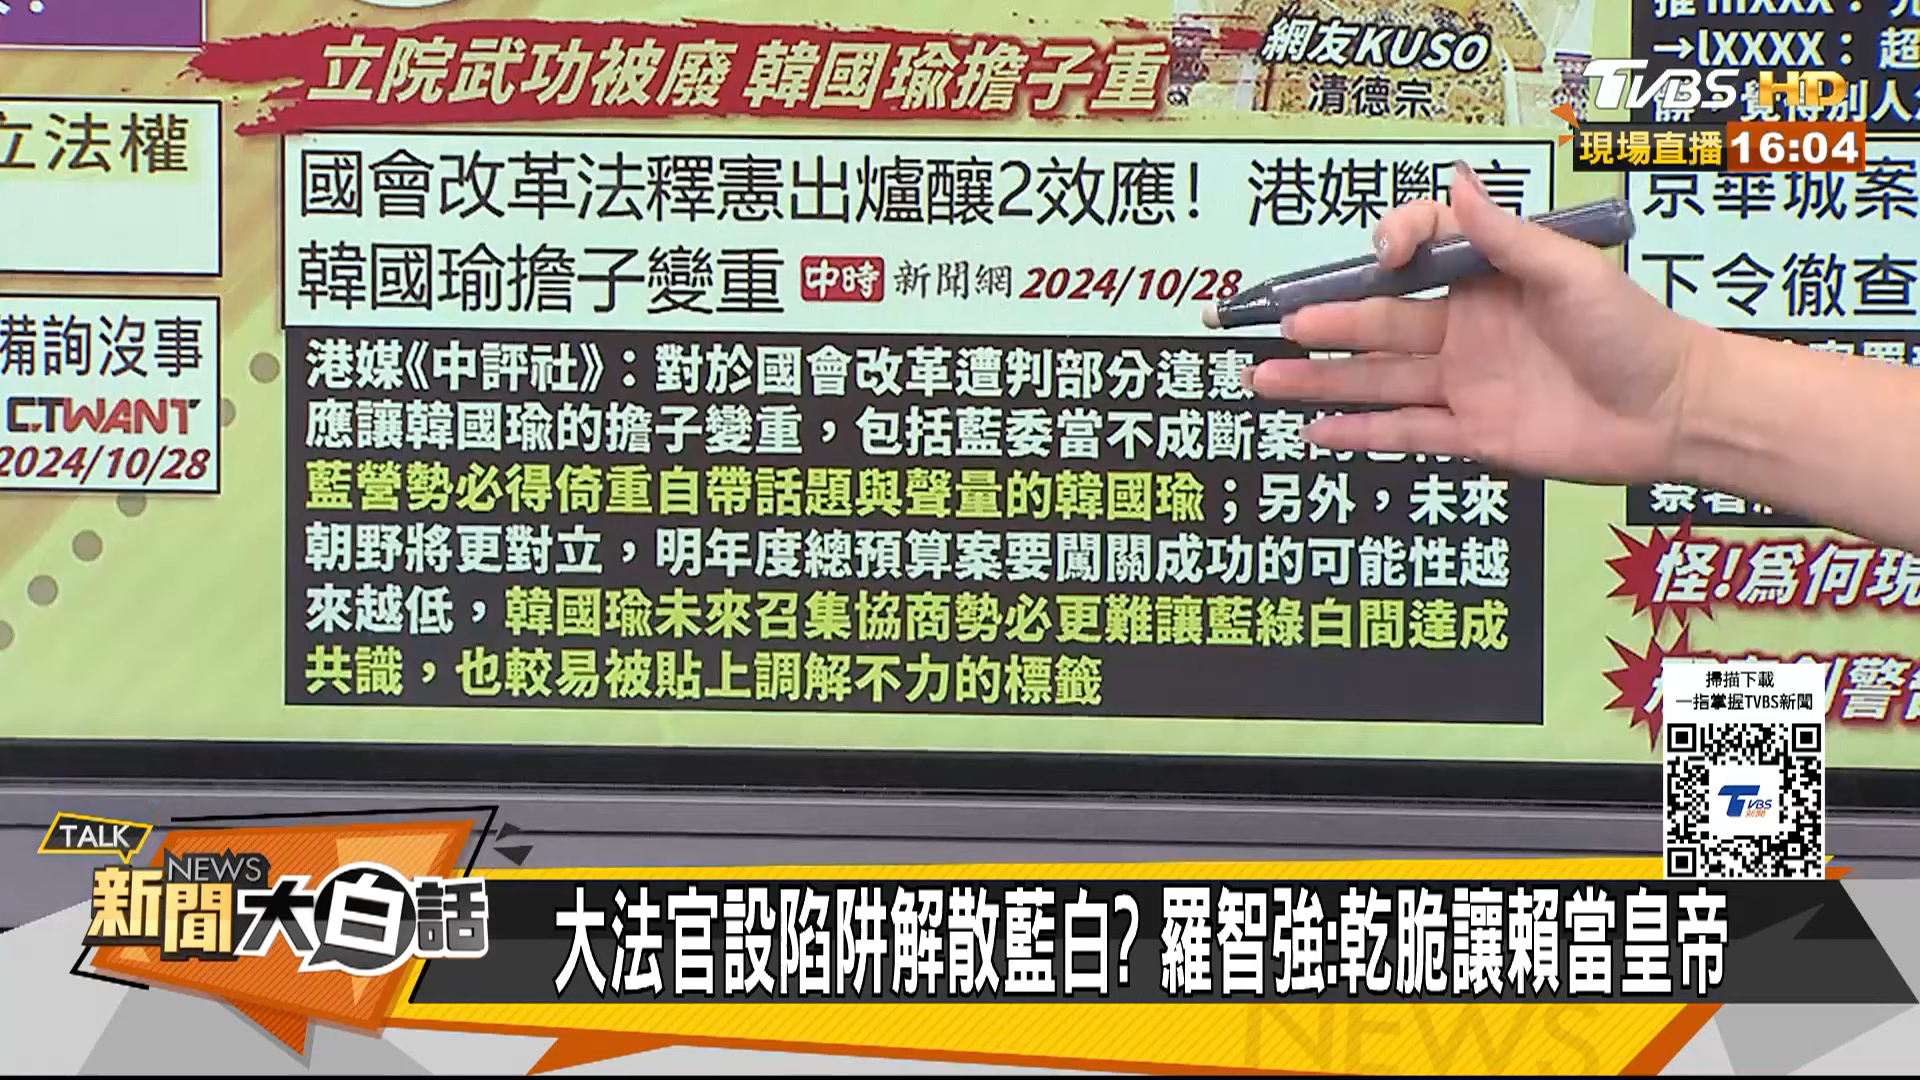 立院武功被廢 韓國瑜擔子重
網友KUSO
清德宗
→lXXXX：超
TVBS HD
現場直播 16:04
立法權
國會改革法釋憲出爐釀2效應！港媒斷言
韓國瑜擔子變重 中時 新聞網 2024/10/28
備詢沒事
CTWANT
2024/10/28
港媒《中評社》：對於國會改革遭判部分違憲
應讓韓國瑜的擔子變重，包括藍委當不成斷案的
藍營勢必得倚重自帶話題與聲量的韓國瑜；另外，未來
朝野將更對立，明年度總預算案要闖關成功的可能性越
來越低，韓國瑜未來召集協商勢必更難讓藍綠白間達成
共識，也較易被貼上調解不力的標籤
京華城案
下令徹查
怪!為何現
掃描下載
一指掌握TVBS新聞
TVBS
新聞
TALK
NEWS
新聞大白話
大法官設陷阱解散藍白? 羅智強:乾脆讓賴當皇帝
NEWS